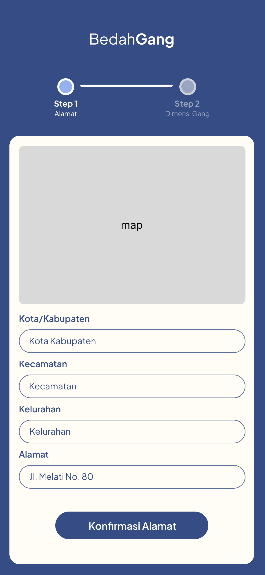 BedahGang
Step 1
Alamat
Step 2
Dimensi Gang
map
Kota/Kabupaten
Kota Kabupaten
Kecamatan
Kecamatan
Kelurahan
Kelurahan
Alamat
Jl. Melati No. 80
Konfirmasi Alamat